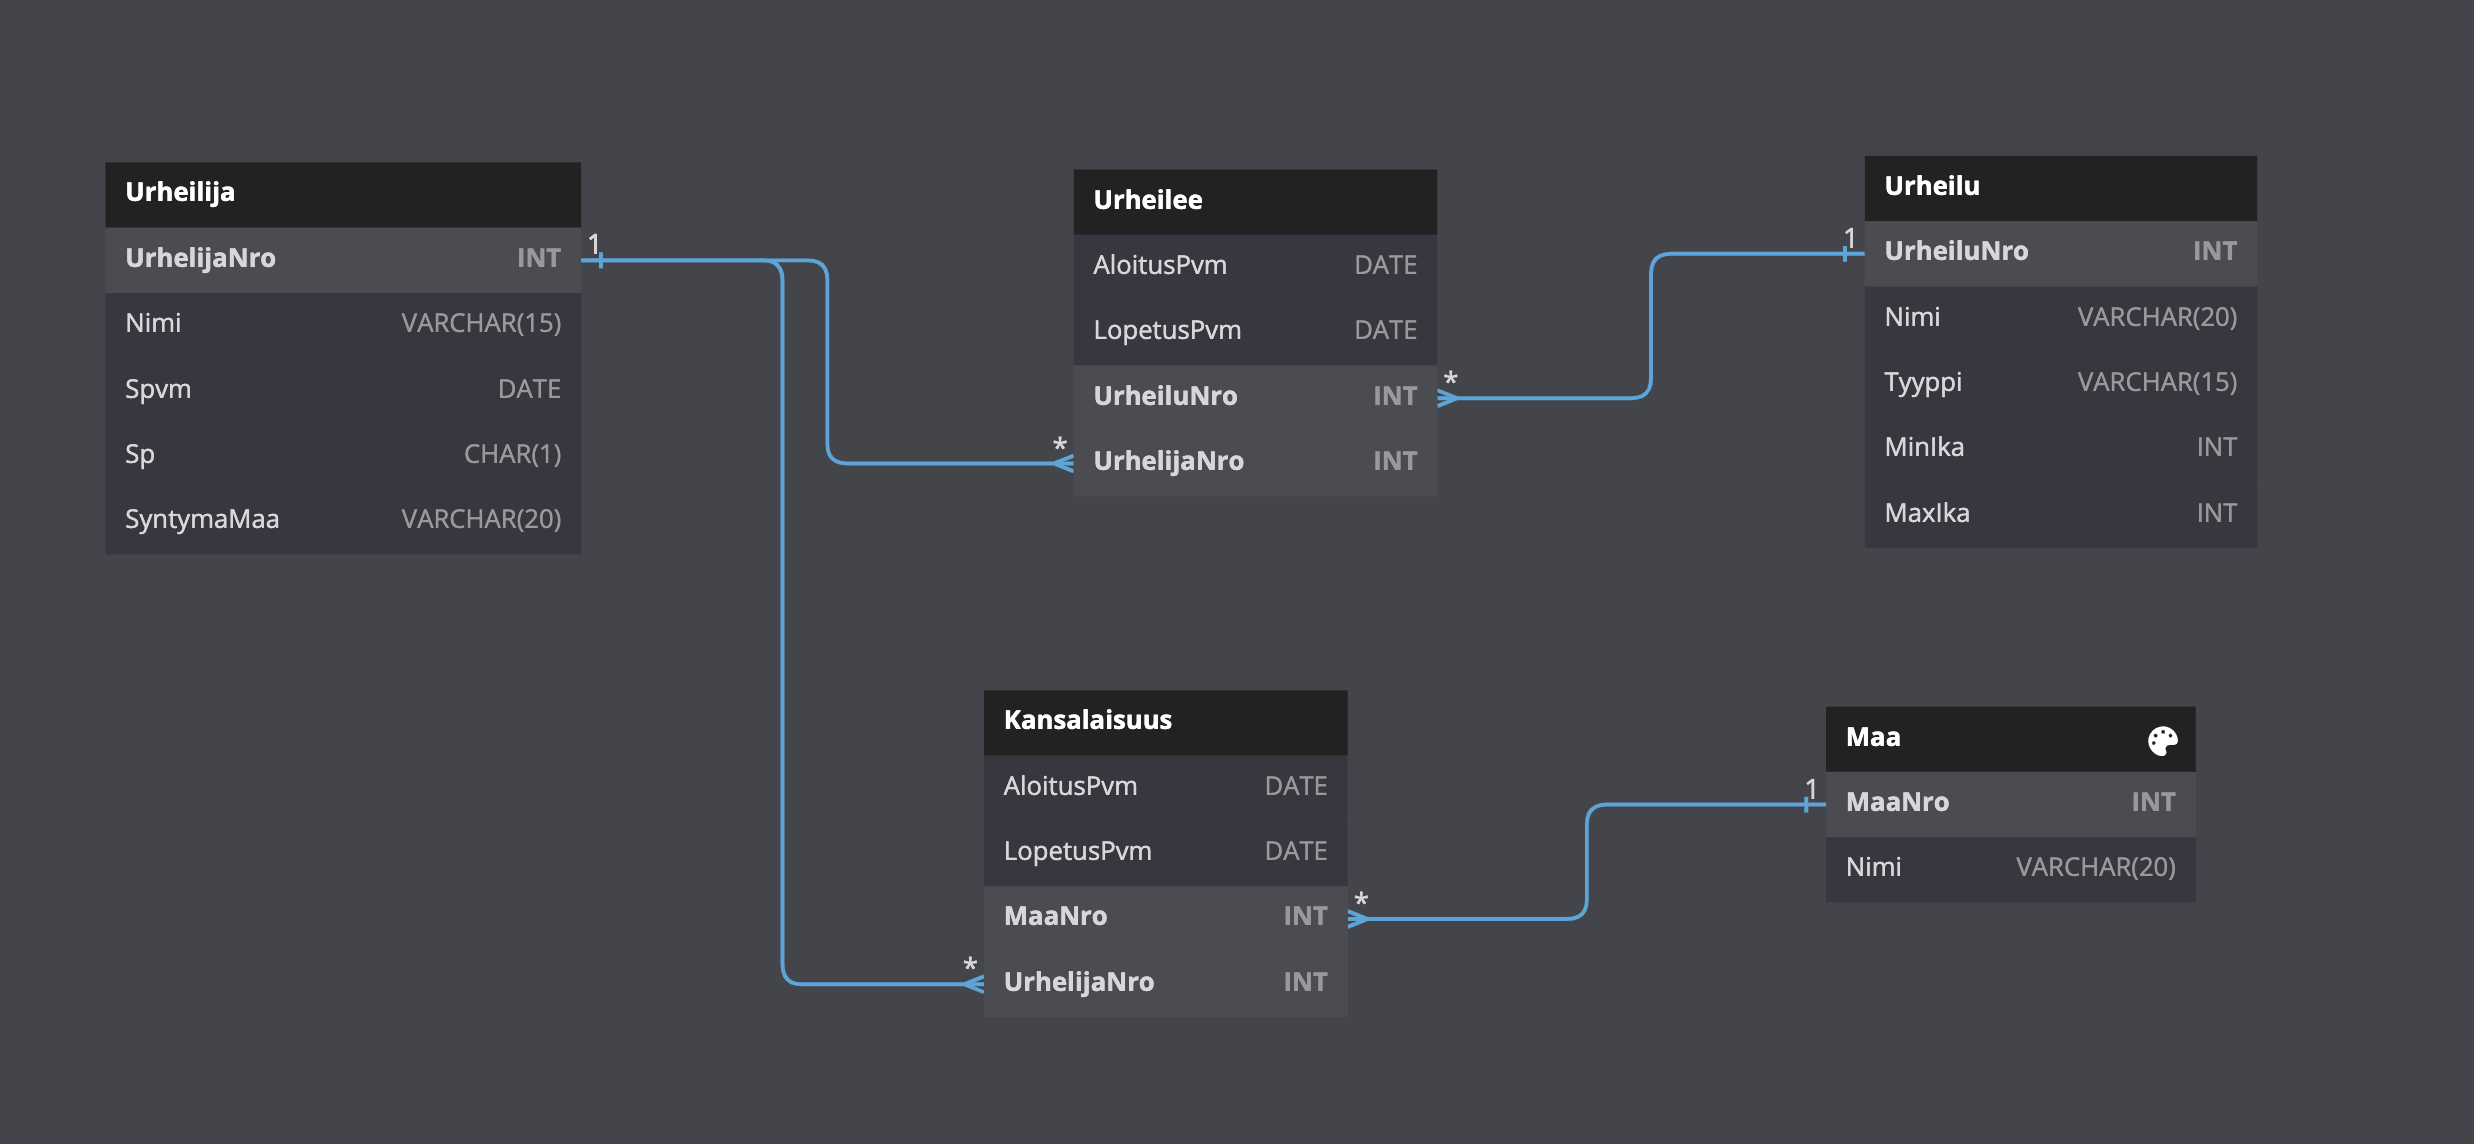 Urheilija
UrhelijaNro INT
Nimi VARCHAR(15)
Spvm DATE
Sp CHAR(1)
SyntymaMaa VARCHAR(20)
1
*
Urheilee
AloitusPvm DATE
LopetusPvm DATE
UrheiluNro INT
UrhelijaNro INT
*
1
Urheilu
UrheiluNro INT
Nimi VARCHAR(20)
Tyyppi VARCHAR(15)
MinIka INT
MaxIka INT
*
Kansalaisuus
AloitusPvm DATE
LopetusPvm DATE
MaaNro INT
UrhelijaNro INT
*
1
Maa
MaaNro INT
Nimi VARCHAR(20)